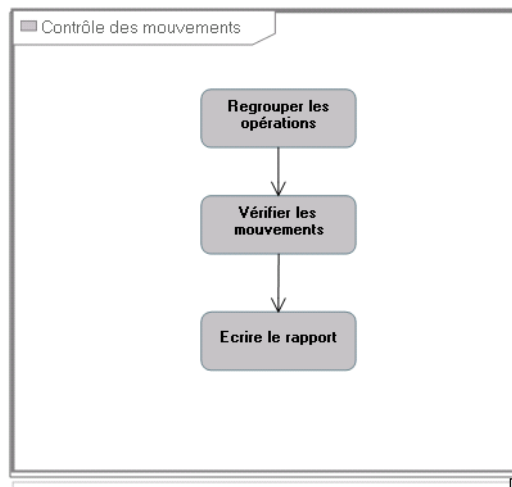 Contrôle des mouvements
Regrouper les
opérations
Vérifier les
mouvements
Ecrire le rapport